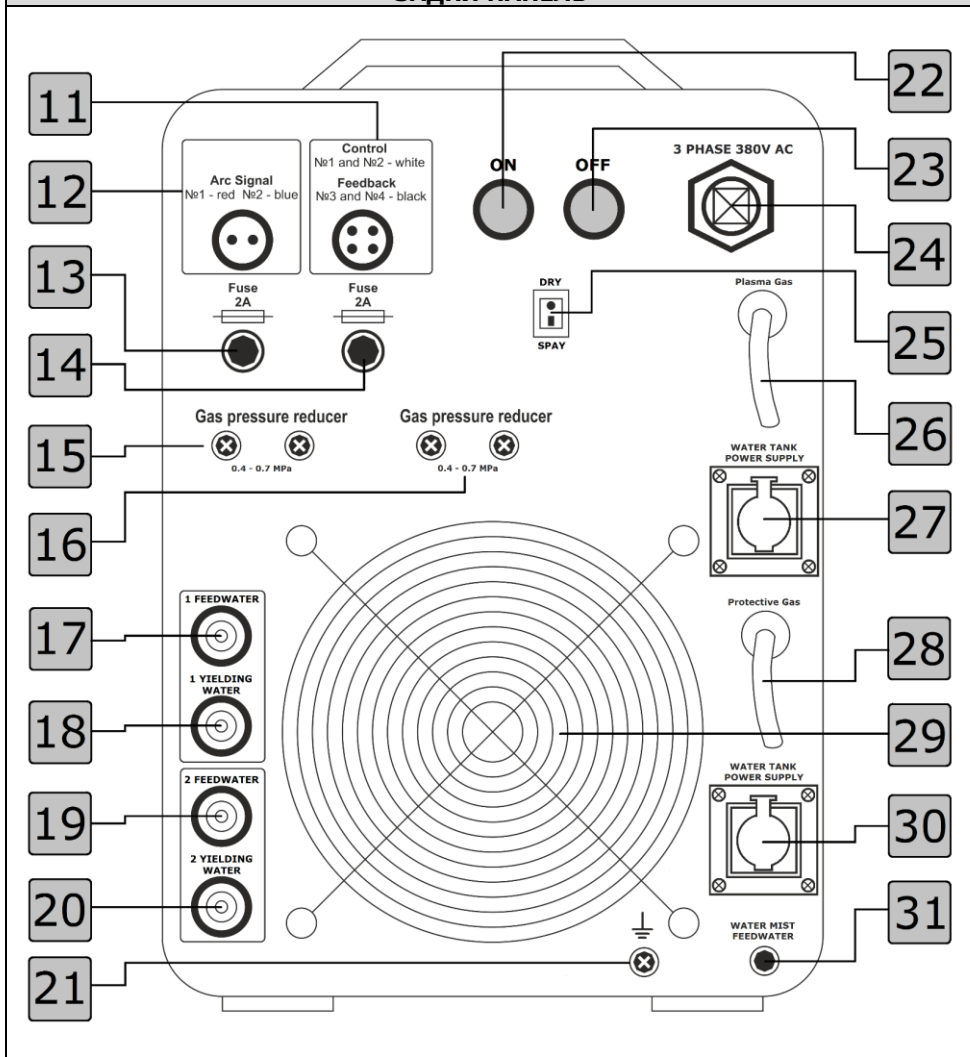 ЗАДНЯ ПАНЕЛЬ
11
12
13
14
15
16
17
18
19
20
21
Control
№1 and №2 - white
Feedback
№3 and №4 - black
Arc Signal
№1 - red №2 - blue
ON
OFF
3 PHASE 380V AC
Fuse
2A
Fuse
2A
DRY
SPAY
Plasma Gas
Gas pressure reducer
0.4 - 0.7 MPa
Gas pressure reducer
0.4 - 0.7 MPa
WATER TANK
POWER SUPPLY
1 FEEDWATER
1 YIELDING
WATER
2 FEEDWATER
2 YIELDING
WATER
Protective Gas
WATER TANK
POWER SUPPLY
WATER MIST
FEEDWATER
22
23
24
25
26
27
28
29
30
31